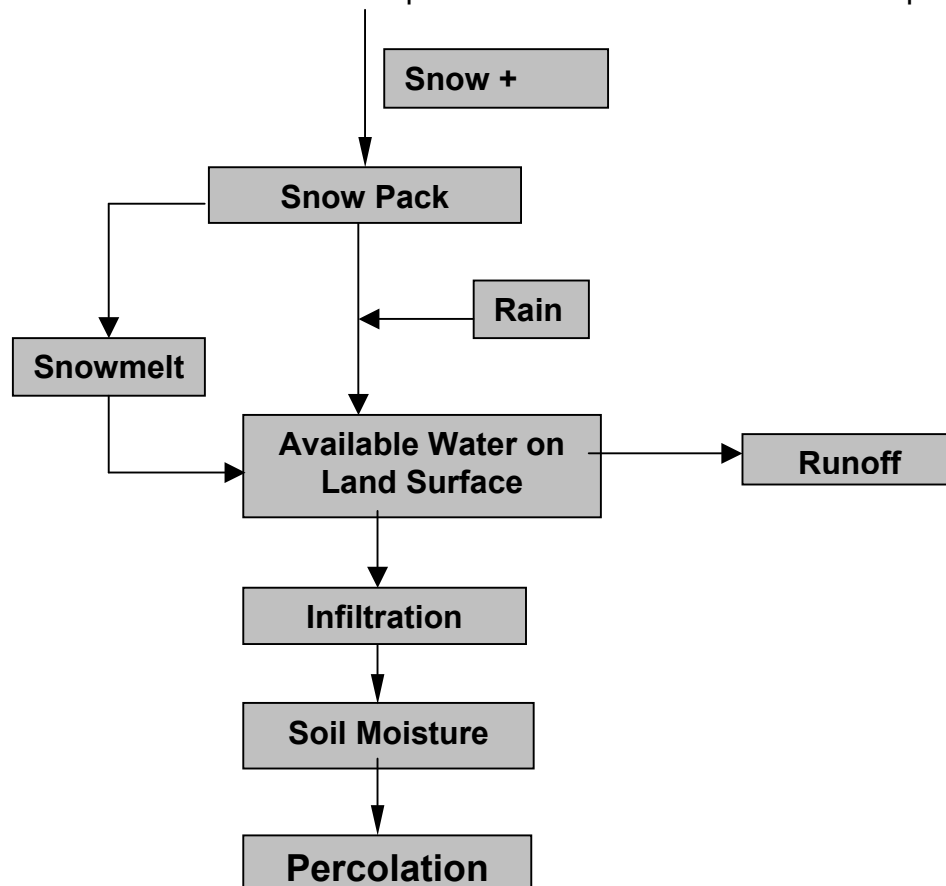 Snow +
Snow Pack
Rain
Snowmelt
Available Water on
Land Surface
Runoff
Infiltration
Soil Moisture
Percolation